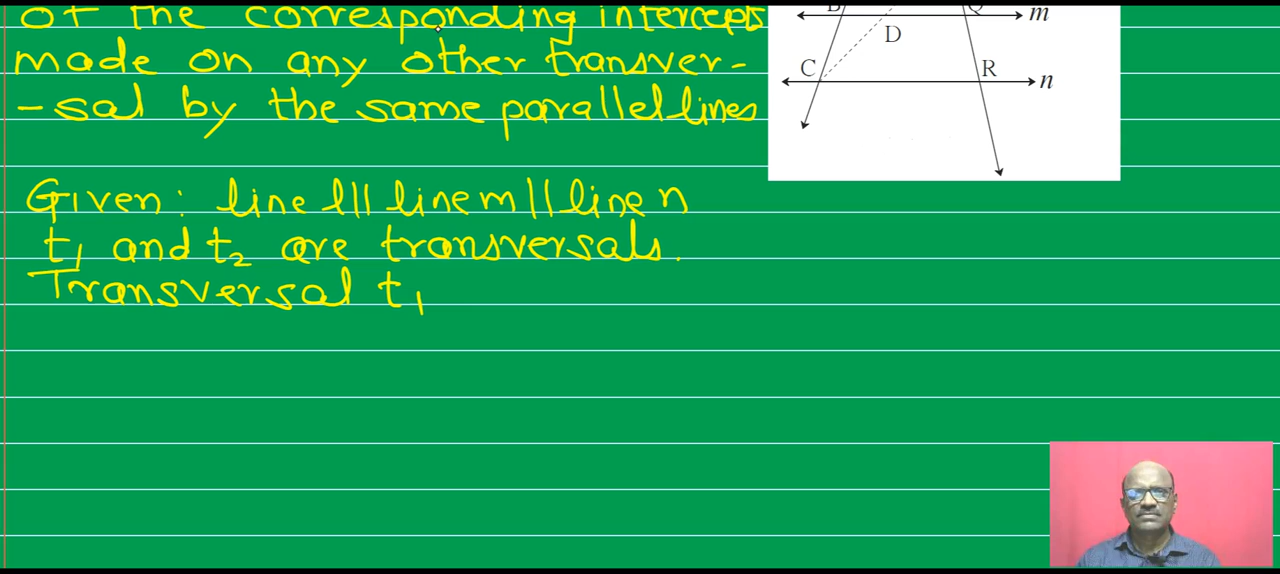 of the corresponding intercepts
made on any other transver-
-sal by the same parallel lines
Given: line l || line m || line n
t₁ and t₂ are transversals.
Transversal t₁
B
Q
m
D
C
R
n